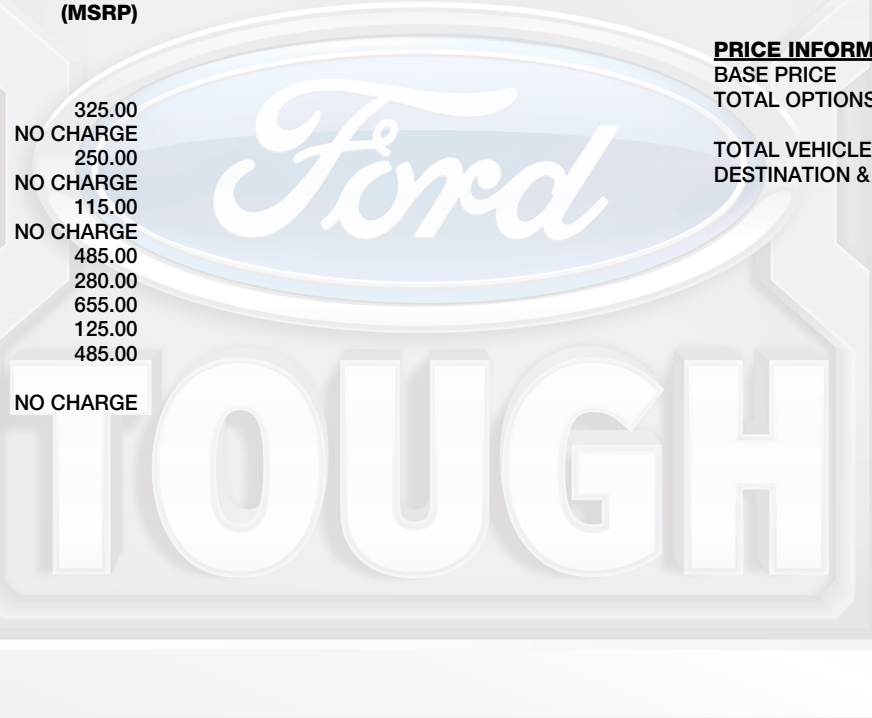 (MSRP)
325.00
NO CHARGE
250.00
NO CHARGE
115.00
NO CHARGE
485.00
280.00
655.00
125.00
485.00
NO CHARGE
PRICE INFORM
BASE PRICE
TOTAL OPTIONS
TOTAL VEHICLE
DESTINATION &
Ford
TOUGH